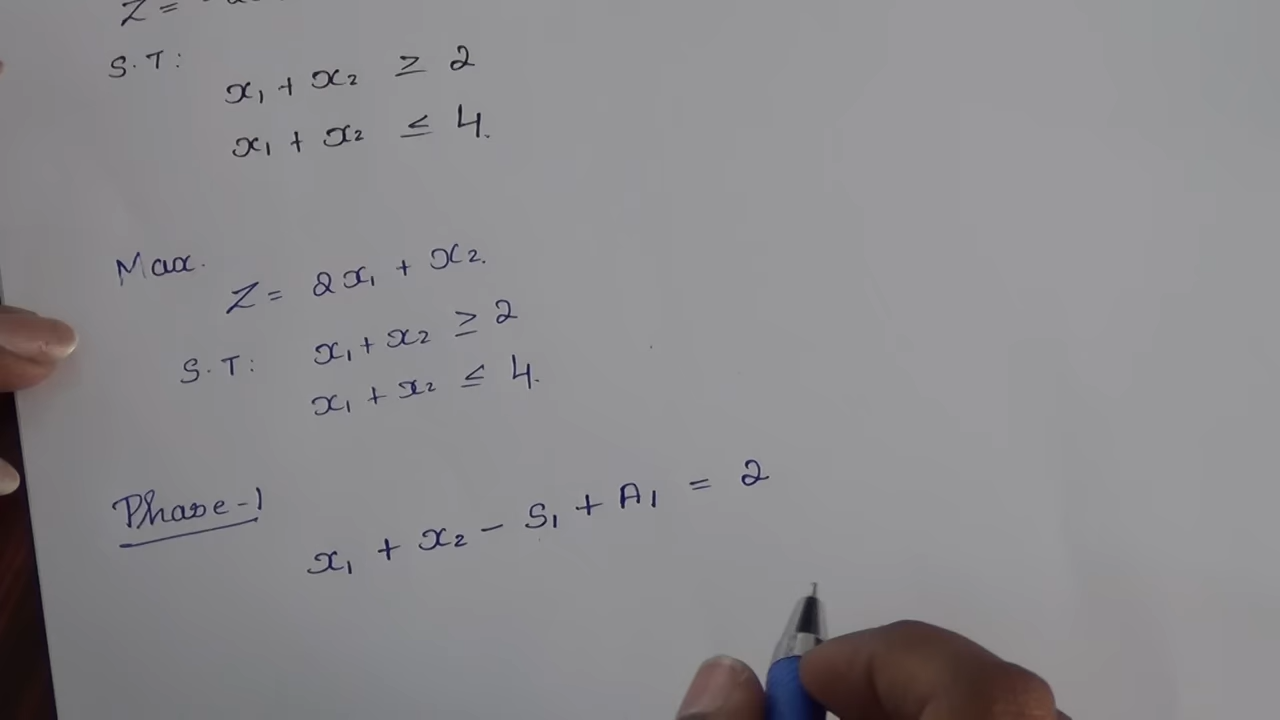 Z =
S.T:
x₁ + x₂ ≥ 2
x₁ + x₂ ≤ 4.
Max.
Z = 2x₁ + x₂.
S.T: x₁ + x₂ ≥ 2
x₁ + x₂ ≤ 4.
Phase-1
x₁ + x₂ - S₁ + A₁ = 2